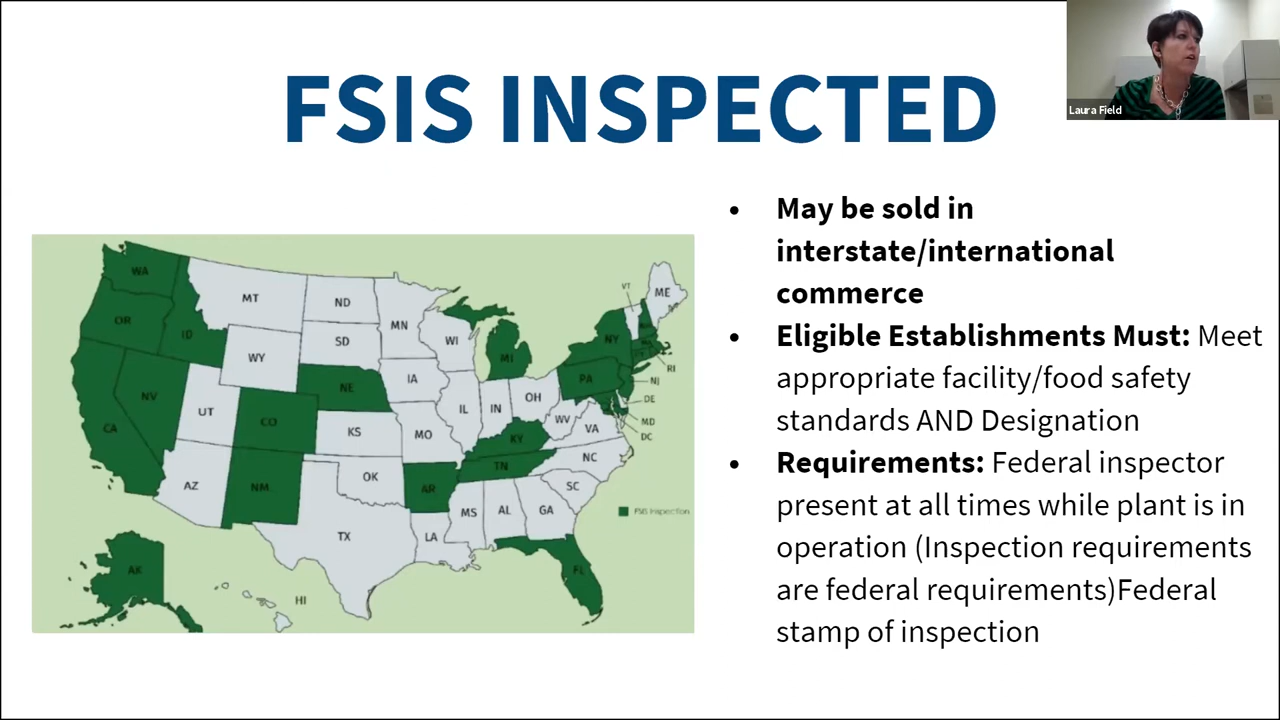 FSIS INSPECTED
Laura Field
• May be sold in
interstate/international
commerce
• Eligible Establishments Must: Meet
appropriate facility/food safety
standards AND Designation
• Requirements: Federal inspector
present at all times while plant is in
operation (Inspection requirements
are federal requirements)Federal
stamp of inspection
WA
MT
ND
MN
VT
ME
OR
ID
WY
SD
WI
MI
NY
RI
NV
UT
CO
NE
IA
IL
IN
OH
PA
NJ
DE
CA
KS
MO
KY
WV
VA
MD
DC
AZ
NM
OK
AR
TN
NC
SC
TX
LA
MS
AL
GA
FL
AK
HI
FSIS Inspection